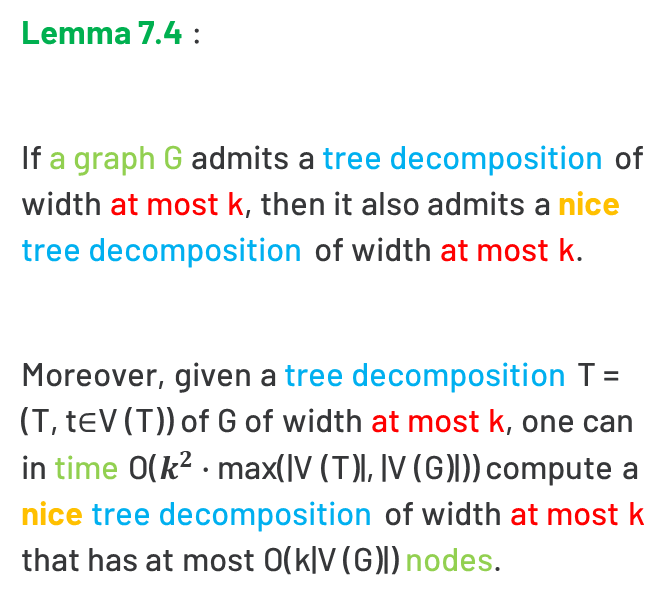 Lemma 7.4 :
If a graph G admits a tree decomposition of
width at most k, then it also admits a nice
tree decomposition of width at most k.
Moreover, given a tree decomposition T =
(T, t∈V (T)) of G of width at most k, one can
in time O(k² · max(|V (T)|, |V (G)|)) compute a
nice tree decomposition of width at most k
that has at most O(k|V (G)|) nodes.